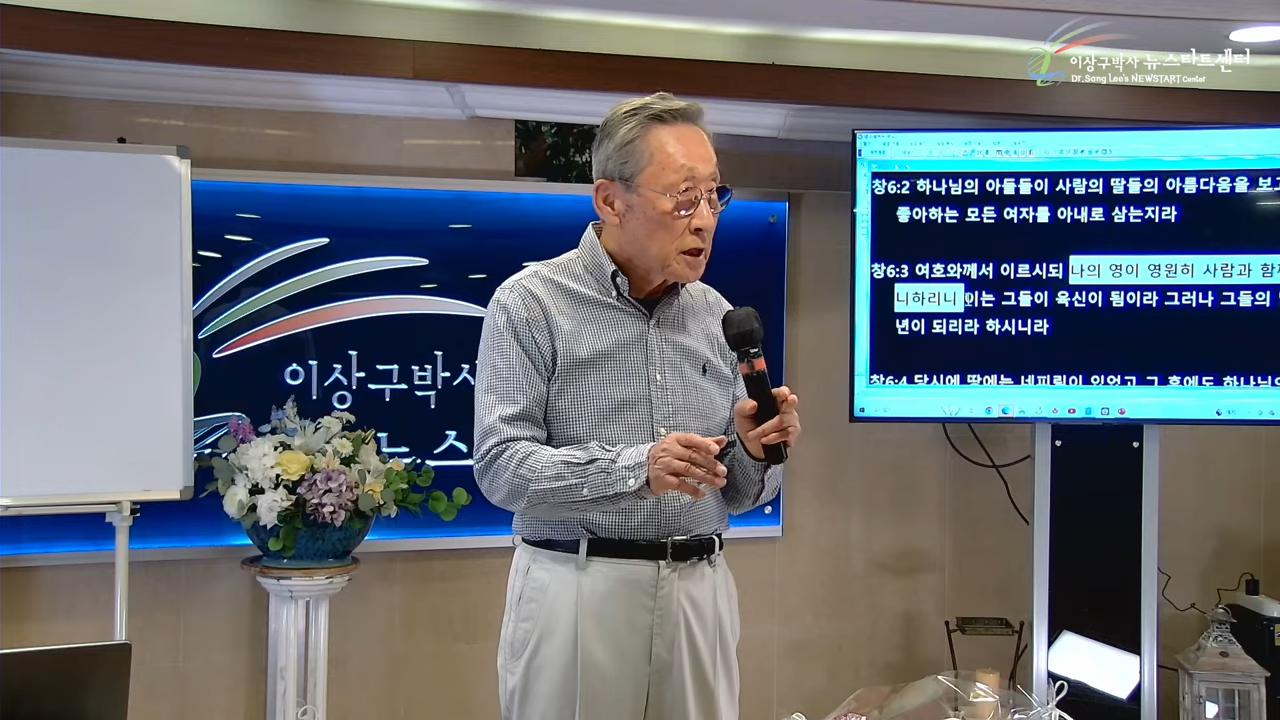 이상구박사 뉴스타트센터
Dr. Sang Lee's NEWSTART Center
창6:2 하나님의 아들들이 사람의 딸들의 아름다움을 보고
좋아하는 모든 여자를 아내로 삼는지라
창6:3 여호와께서 이르시되 나의 영이 영원히 사람과 함께
니하리니 이는 그들이 육신이 됨이라 그러나 그들의
년이 되리라 하시니라
창6:4 당시에 땅에는 네피림이 있었고 그 후에도 하나님의
이상구박사
뉴스